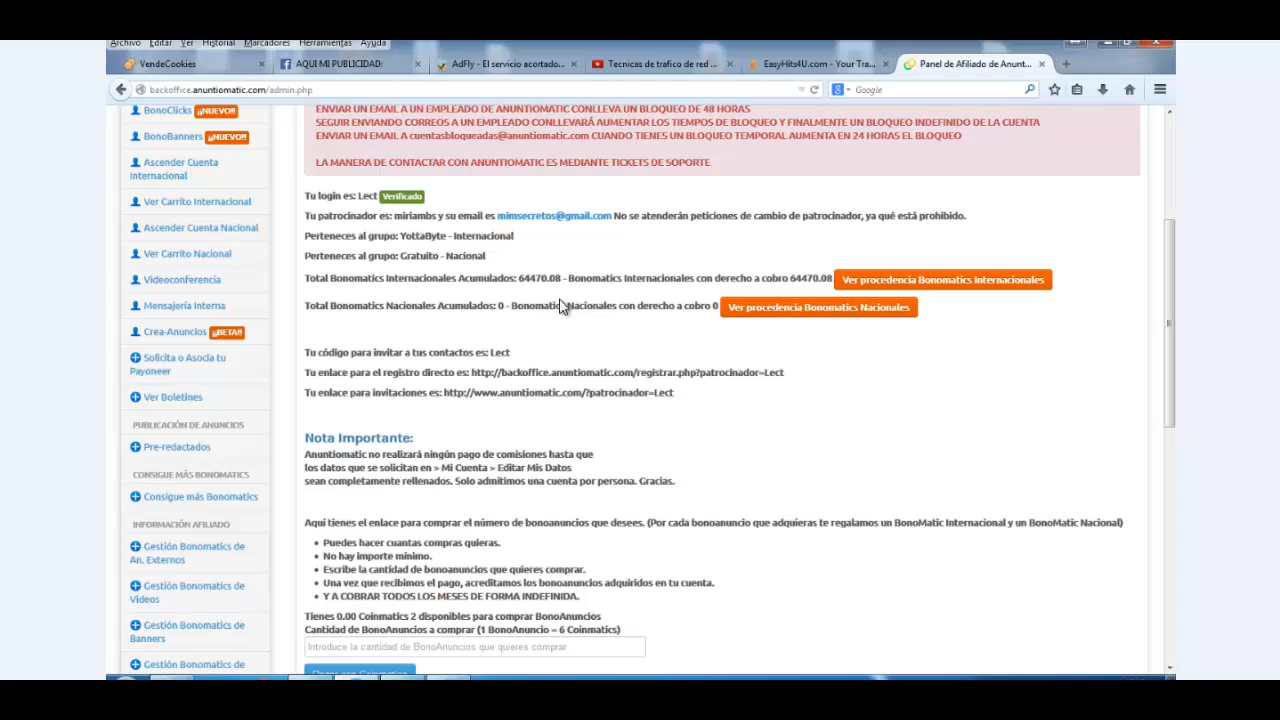 Archivo Editar Ver Historial Marcadores Herramientas Ayuda
VendeCookies
AQUI MI PUBLICIDAD:
AdFly - El servicio acortado...
Tecnicas de trafico de red ...
EasyHits4U.com - Your Tra...
Panel de Afiliado de Anunt...
backoffice.anuntiomatic.com/admin.php
Google
BonoClicks ¡¡NUEVO!!
BonoBanners ¡¡NUEVO!!
Ascender Cuenta
Internacional
Ver Carrito Internacional
Ascender Cuenta Nacional
Ver Carrito Nacional
Videoconferencia
Mensajería Interna
Crea-Anuncios ¡¡BETA!!
Solicita o Asocia tu
Payoneer
Ver Boletines
PUBLICACIÓN DE ANUNCIOS
Pre-redactados
CONSIGUE MÁS BONOMATICS
Consigue más Bonomatics
INFORMACIÓN AFILIADO
Gestión Bonomatics de
An. Externos
Gestión Bonomatics de
Videos
Gestión Bonomatics de
Banners
Gestión Bonomatics de
ENVIAR UN EMAIL A UN EMPLEADO DE ANUNTIOMATIC CONLLEVA UN BLOQUEO DE 48 HORAS
SEGUIR ENVIANDO CORREOS A UN EMPLEADO CONLLEVARÁ AUMENTAR LOS TIEMPOS DE BLOQUEO Y FINALMENTE UN BLOQUEO INDEFINIDO DE LA CUENTA
ENVIAR UN EMAIL A cuentasbloqueadas@anuntiomatic.com CUANDO TIENES UN BLOQUEO TEMPORAL AUMENTA EN 24 HORAS EL BLOQUEO
LA MANERA DE CONTACTAR CON ANUNTIOMATIC ES MEDIANTE TICKETS DE SOPORTE
Tu login es: Lect Verificado
Tu patrocinador es: miriambs y su email es mimsecretos@gmail.com No se atenderán peticiones de cambio de patrocinador, ya qué está prohibido.
Perteneces al grupo: YottaByte - Internacional
Perteneces al grupo: Gratuito - Nacional
Total Bonomatics Internacionales Acumulados: 64470.08 - Bonomatics Internacionales con derecho a cobro 64470.08 Ver procedencia Bonomatics Internacionales
Total Bonomatics Nacionales Acumulados: 0 - Bonomatics Nacionales con derecho a cobro 0 Ver procedencia Bonomatics Nacionales
Tu código para invitar a tus contactos es: Lect
Tu enlace para el registro directo es: http://backoffice.anuntiomatic.com/registrar.php?patrocinador=Lect
Tu enlace para invitaciones es: http://www.anuntiomatic.com/?patrocinador=Lect
Nota Importante:
Anuntiomatic no realizará ningún pago de comisiones hasta que
los datos que se solicitan en > Mi Cuenta > Editar Mis Datos
sean completamente rellenados. Solo admitimos una cuenta por persona. Gracias.
Aqui tienes el enlace para comprar el número de bonoanuncios que desees. (Por cada bonoanuncio que adquieras te regalamos un BonoMatic Internacional y un BonoMatic Nacional)
Puedes hacer cuantas compras quieras.
No hay importe mínimo.
Escribe la cantidad de bonoanuncios que quieres comprar.
Una vez que recibimos el pago, acreditamos los bonoanuncios adquiridos en tu cuenta.
Y A COBRAR TODOS LOS MESES DE FORMA INDEFINIDA.
Tienes 0.00 Coinmatics 2 disponibles para comprar BonoAnuncios
Cantidad de BonoAnuncios a comprar (1 BonoAnuncio = 6 Coinmatics)
Introduce la cantidad de BonoAnuncios que quieres comprar